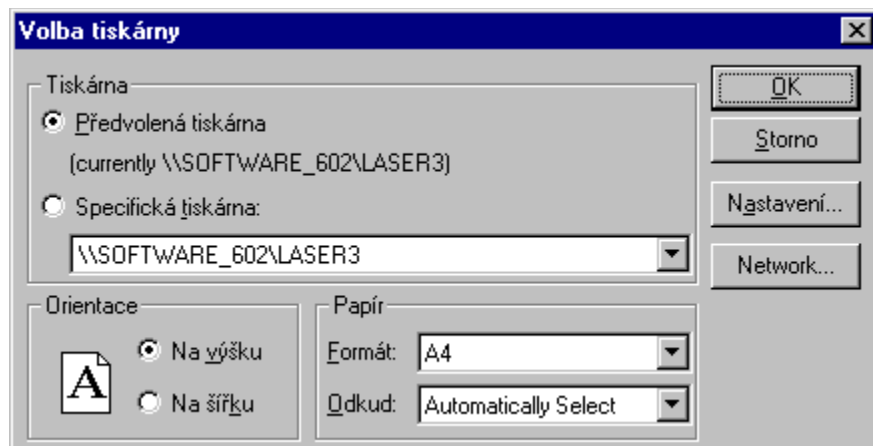 Volba tiskárny
Tiskárna
Předvolená tiskárna
(currently \\SOFTWARE_602\LASER3)
Specifická tiskárna:
\\SOFTWARE_602\LASER3
OK
Storno
Nastavení...
Network...
Orientace
A
Na výšku
Na šířku
Papír
Formát: A4
Odkud: Automatically Select